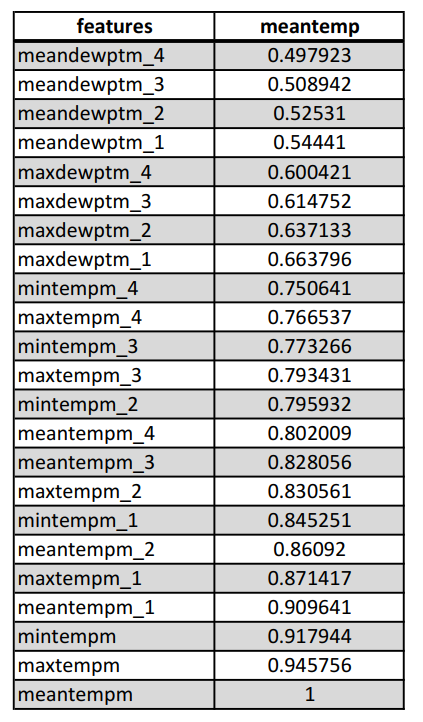 features meantemp
meandewptm_4 0.497923
meandewptm_3 0.508942
meandewptm_2 0.52531
meandewptm_1 0.54441
maxdewptm_4 0.600421
maxdewptm_3 0.614752
maxdewptm_2 0.637133
maxdewptm_1 0.663796
mintempm_4 0.750641
maxtempm_4 0.766537
mintempm_3 0.773266
maxtempm_3 0.793431
mintempm_2 0.795932
meantempm_4 0.802009
meantempm_3 0.828056
maxtempm_2 0.830561
mintempm_1 0.845251
meantempm_2 0.86092
maxtemp_1 0.871417
meantempm_1 0.909641
mintempm 0.917944
maxtempm 0.945756
meantempm 1